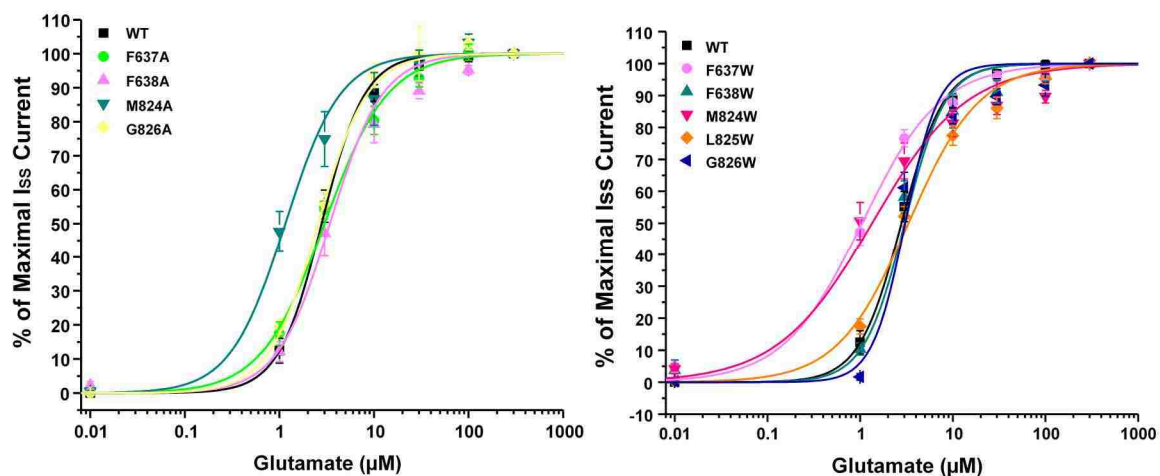 % of Maximal Iss Current
110
100
90
80
70
60
50
40
30
20
10
0
WT
F637A
F638A
M824A
G826A
0.01 0.1 1 10 100 1000
Glutamate (µM)
% of Maximal Iss Current
110
100
90
80
70
60
50
40
30
20
10
0
-10
WT
F637W
F638W
M824W
L825W
G826W
0.01 0.1 1 10 100 1000
Glutamate (µM)